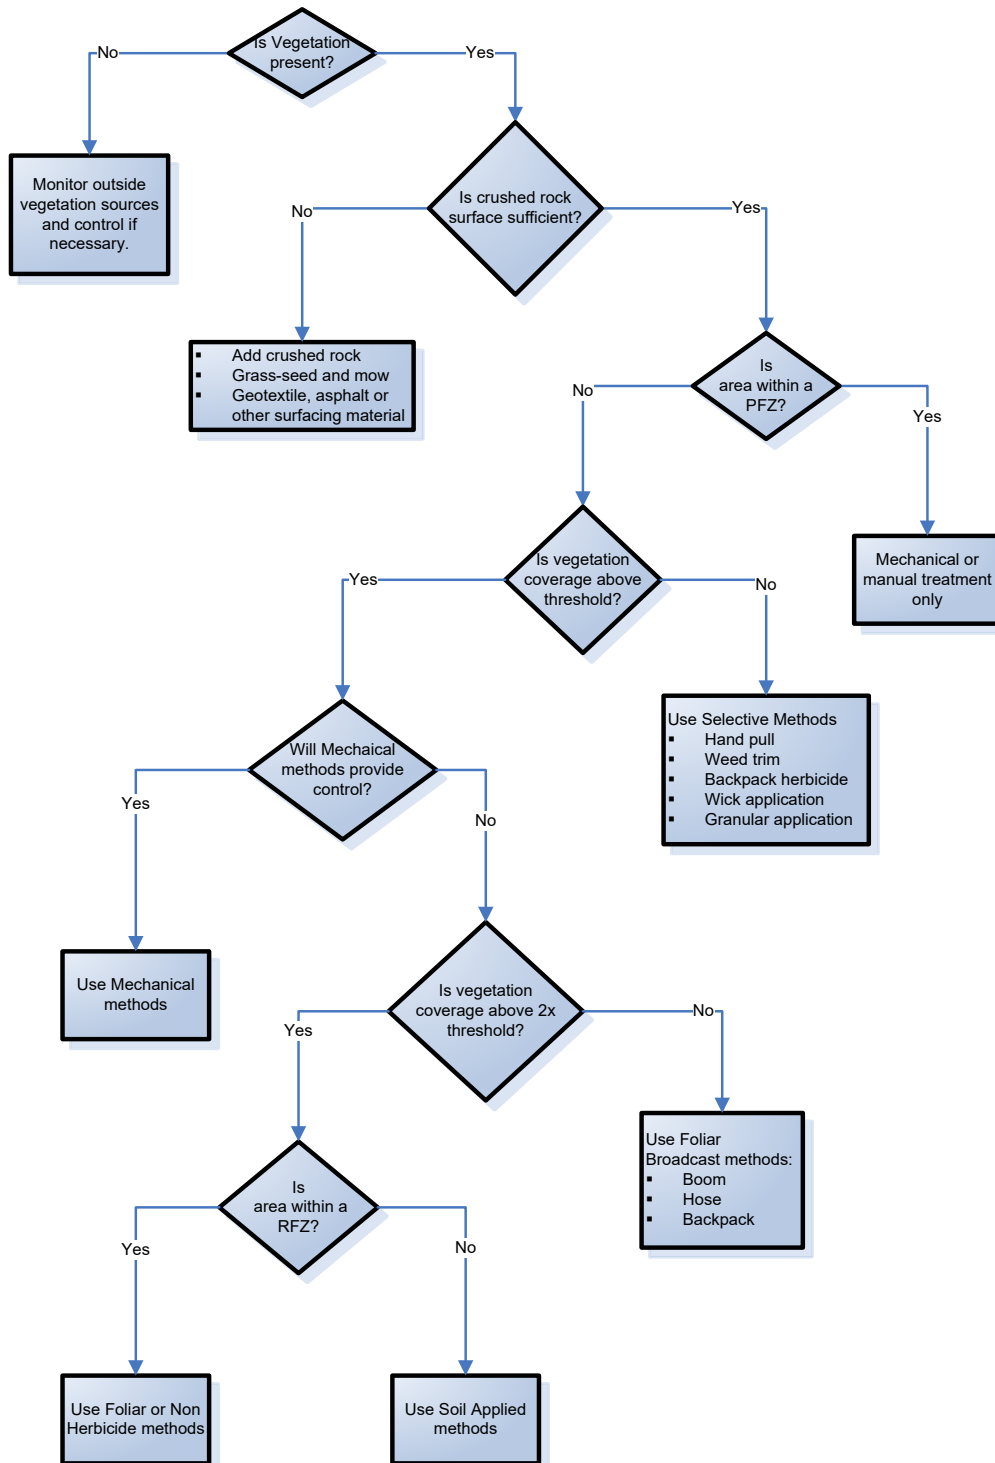 Is Vegetation
present?
No
Yes
Monitor outside
vegetation sources
and control if
necessary.
Is crushed rock
surface sufficient?
No
Yes
▪ Add crushed rock
▪ Grass-seed and mow
▪ Geotextile, asphalt or
other surfacing material
Is
area within a
PFZ?
No
Yes
Mechanical or
manual treatment
only
Is vegetation
coverage above
threshold?
Yes
No
Use Selective Methods
▪ Hand pull
▪ Weed trim
▪ Backpack herbicide
▪ Wick application
▪ Granular application
Will Mechaical
methods provide
control?
Yes
No
Use Mechanical
methods
Is vegetation
coverage above 2x
threshold?
Yes
No
Use Foliar
Broadcast methods:
▪ Boom
▪ Hose
▪ Backpack
Is
area within a
RFZ?
Yes
No
Use Foliar or Non
Herbicide methods
Use Soil Applied
methods